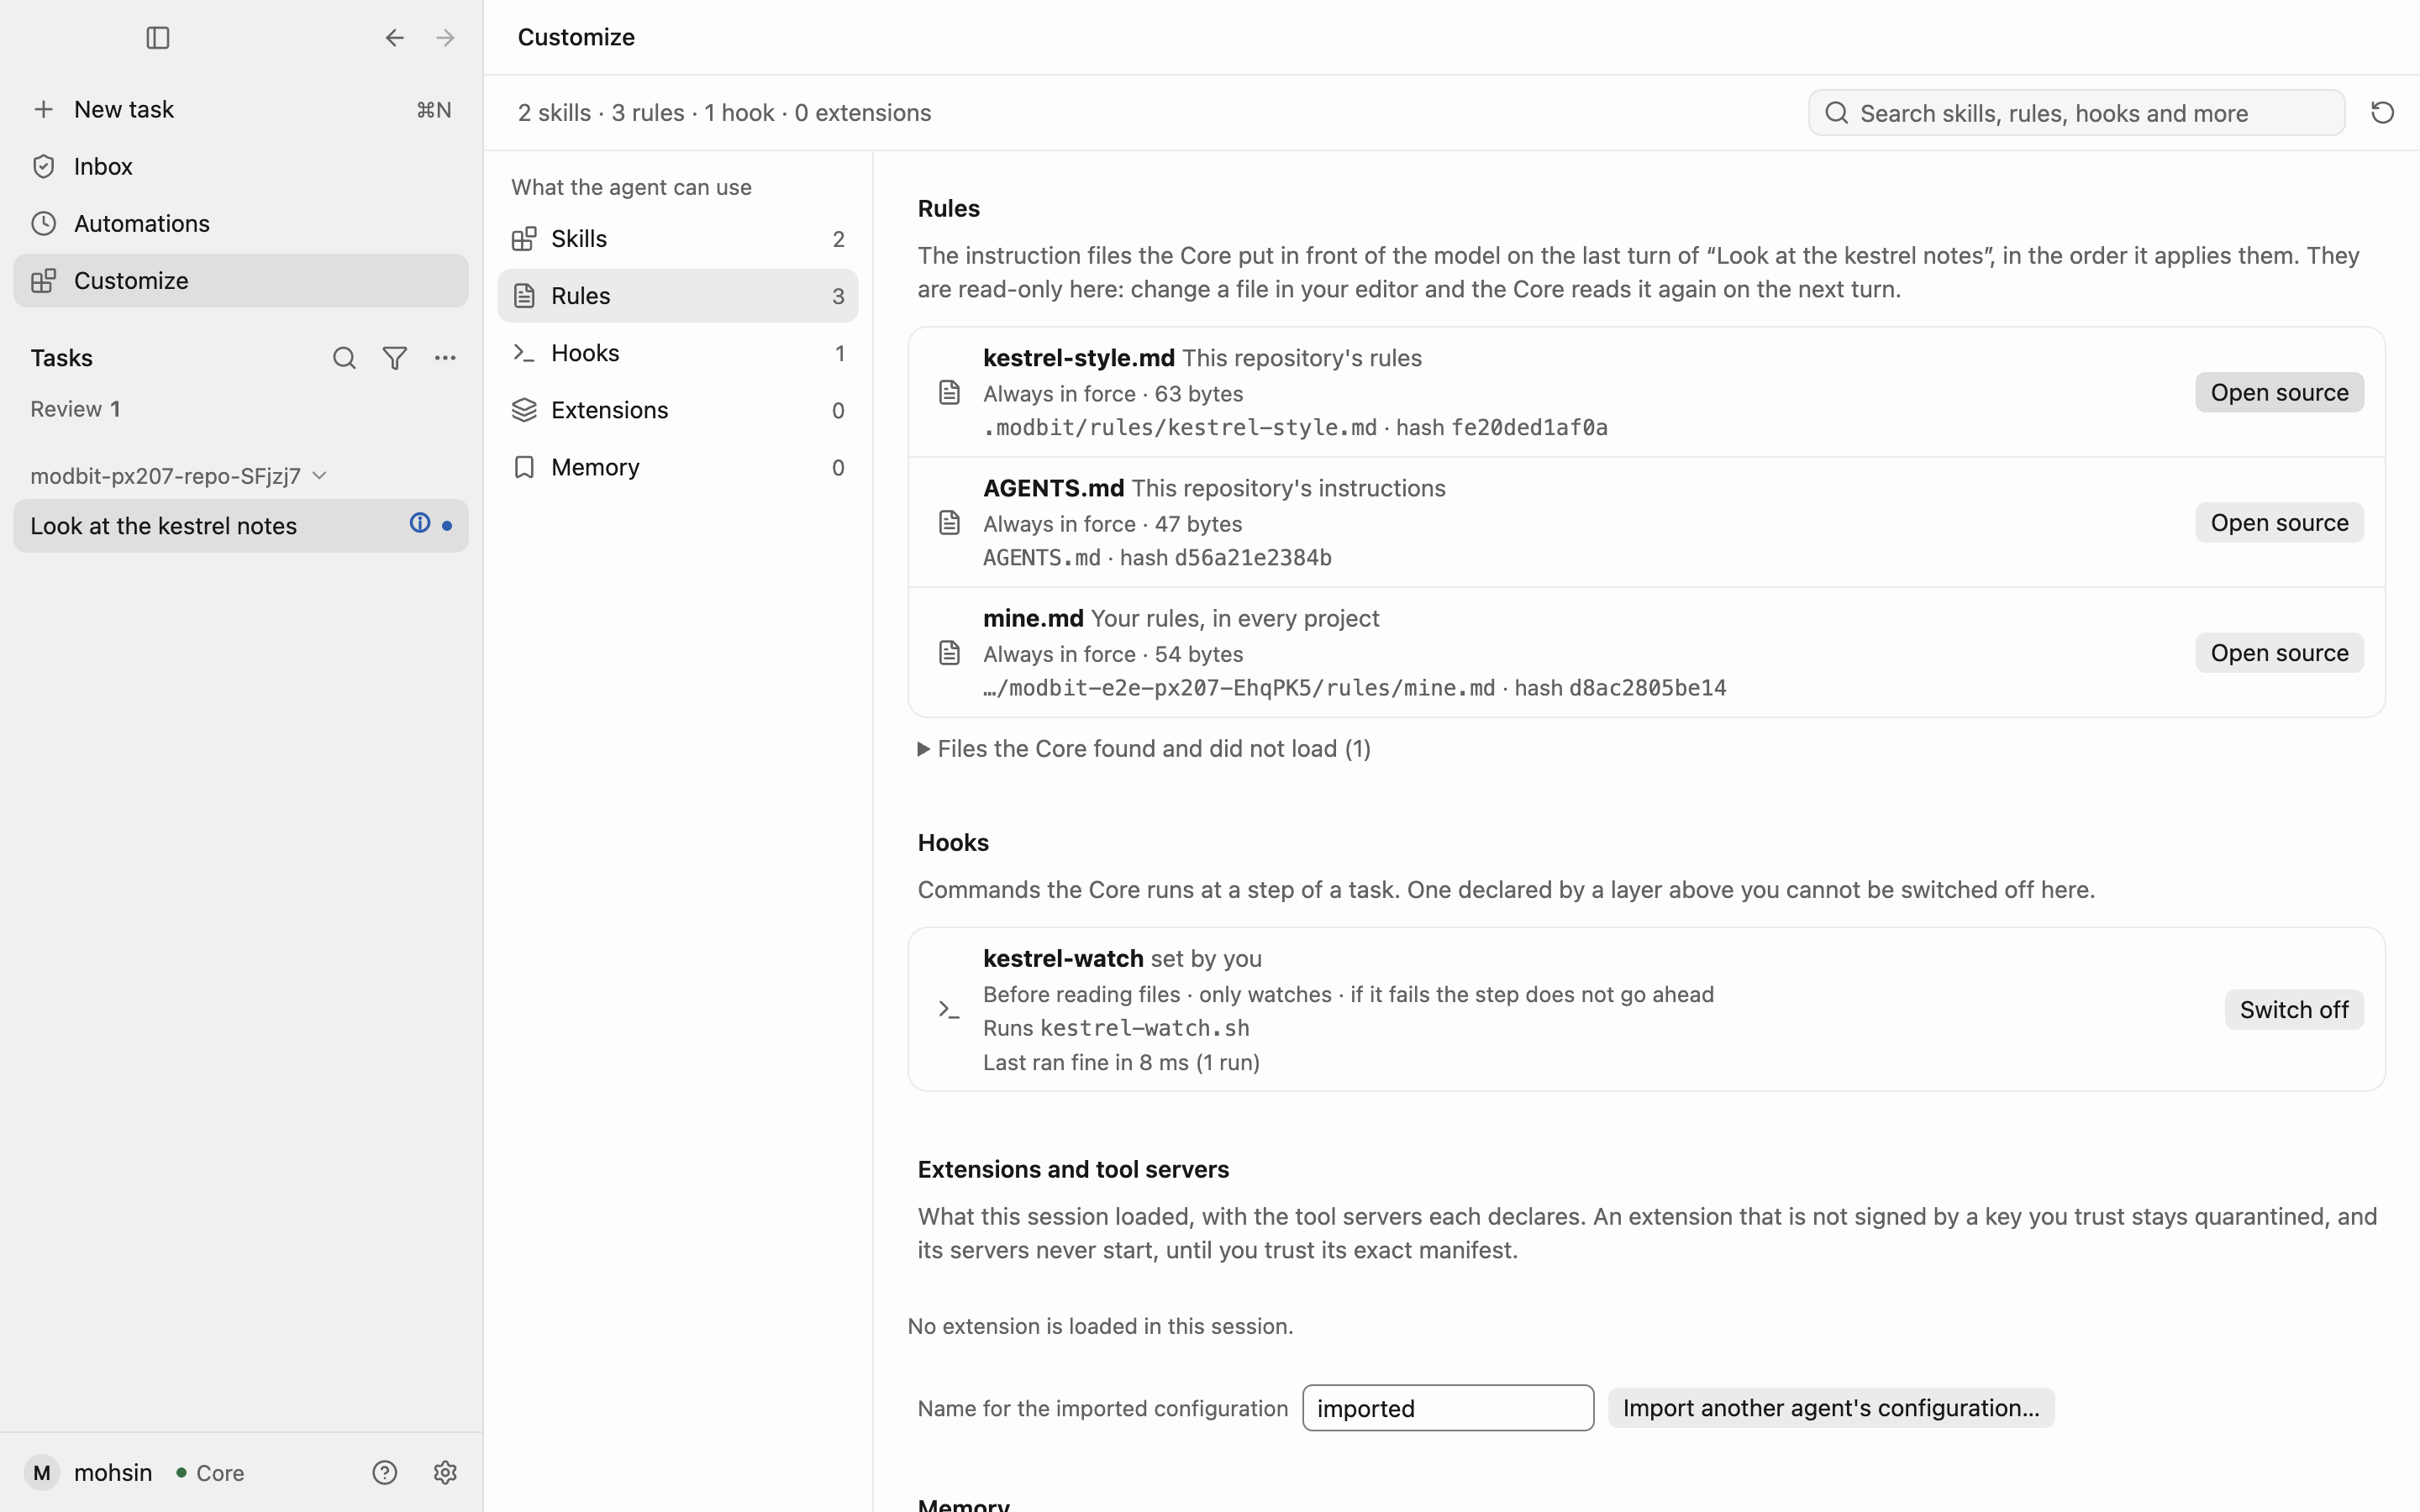 Customize
New task ⌘N
Inbox
Automations
Customize
Tasks
Review 1
modbit-px207-repo-SFjzj7
Look at the kestrel notes
M mohsin Core
2 skills · 3 rules · 1 hook · 0 extensions
Search skills, rules, hooks and more
What the agent can use
Skills 2
Rules 3
Hooks 1
Extensions 0
Memory 0
Rules
The instruction files the Core put in front of the model on the last turn of “Look at the kestrel notes”, in the order it applies them. They
are read-only here: change a file in your editor and the Core reads it again on the next turn.
kestrel-style.md This repository's rules
Always in force · 63 bytes
.modbit/rules/kestrel-style.md · hash fe20ded1af0a
Open source
AGENTS.md This repository's instructions
Always in force · 47 bytes
AGENTS.md · hash d56a21e2384b
Open source
mine.md Your rules, in every project
Always in force · 54 bytes
…/modbit-e2e-px207-EhqPK5/rules/mine.md · hash d8ac2805be14
Open source
Files the Core found and did not load (1)
Hooks
Commands the Core runs at a step of a task. One declared by a layer above you cannot be switched off here.
kestrel-watch set by you
Before reading files · only watches · if it fails the step does not go ahead
Runs kestrel-watch.sh
Last ran fine in 8 ms (1 run)
Switch off
Extensions and tool servers
What this session loaded, with the tool servers each declares. An extension that is not signed by a key you trust stays quarantined, and
its servers never start, until you trust its exact manifest.
No extension is loaded in this session.
Name for the imported configuration imported Import another agent's configuration...
Memory